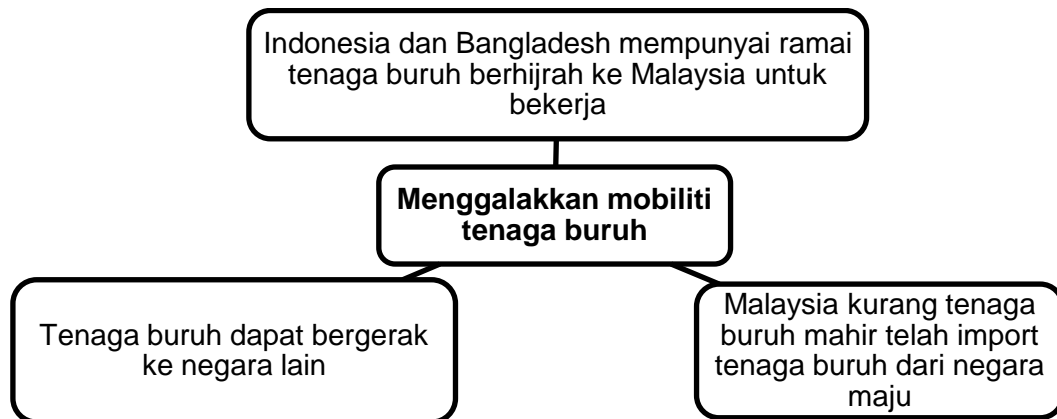 Indonesia dan Bangladesh mempunyai ramai
tenaga buruh berhijrah ke Malaysia untuk
bekerja
Menggalakkan mobiliti
tenaga buruh
Tenaga buruh dapat bergerak
ke negara lain
Malaysia kurang tenaga
buruh mahir telah import
tenaga buruh dari negara
maju